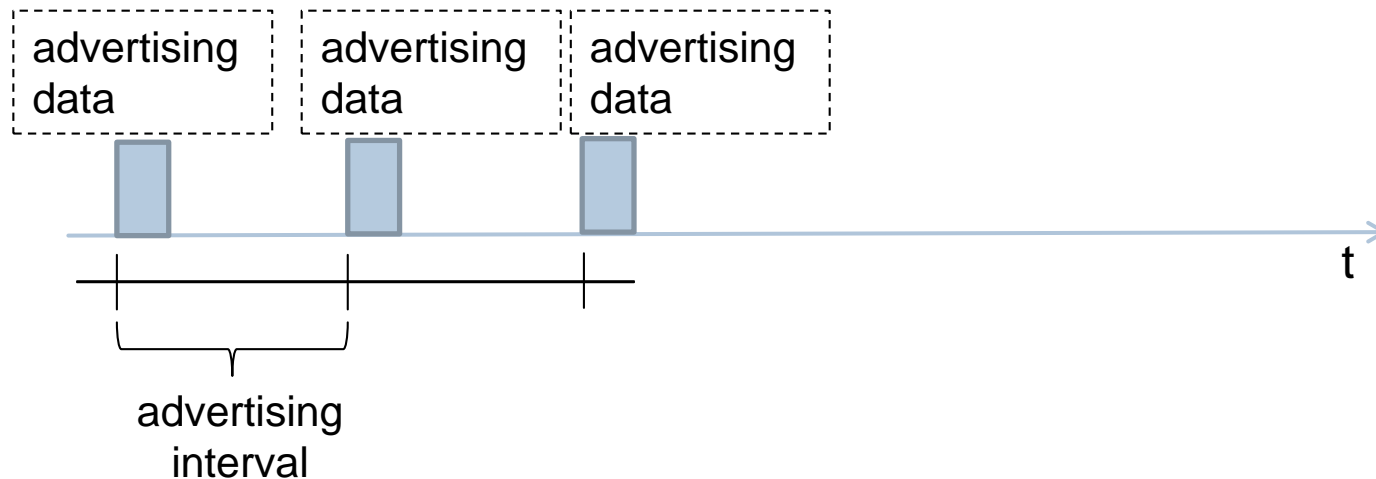 advertising
data
advertising
data
advertising
data
t
advertising
interval